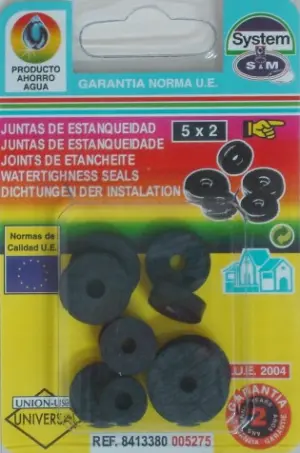 System
S M
PRODUCTO
AHORRO
AGUA
GARANTIA NORMA U.E.
JUNTAS DE ESTANQUEIDAD
5 x 2
JUNTAS DE ESTANQUEIDADE
JOINTS DE ETANCHEITE
WATERTIGHNESS SEALS
DICHTUNGEN DER INSTALATION
Normas de
Calidad U.E.
U.I.E. 2004
UNION-USE
UNIVERSAL
GARANTIA
2
REF. 8413380 005275